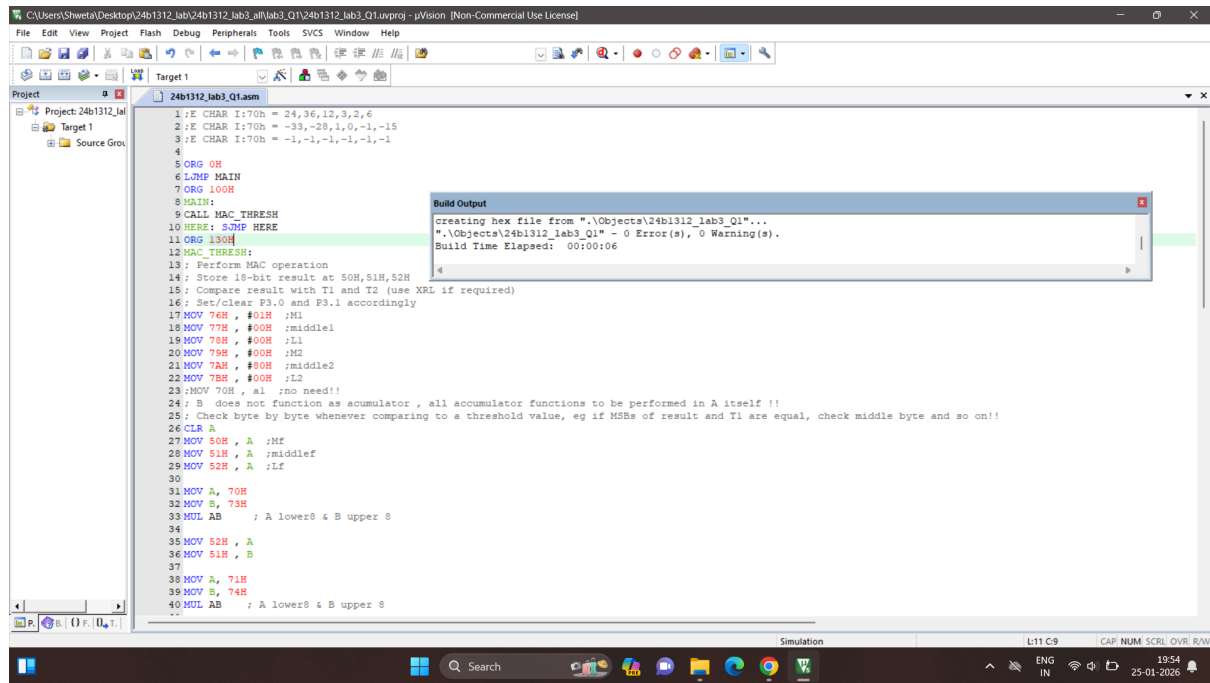 C:\Users\Shweta\Desktop\24b1312_lab\24b1312_lab3_all\lab3_Q1\24b1312_lab3_Q1.uvproj - µVision [Non-Commercial Use License]
File Edit View Project Flash Debug Peripherals Tools SVCS Window Help
LOAD Target 1
Project
24b1312_lab3_Q1.asm
Project: 24b1312_lal
Target 1
Source Grou
1 ;E CHAR I:70h = 24,36,12,3,2,6
2 ;E CHAR I:70h = -33,-28,1,0,-1,-15
3 ;E CHAR I:70h = -1,-1,-1,-1,-1,-1
4
5 ORG 0H
6 LJMP MAIN
7 ORG 100H
8 MAIN:
9 CALL MAC_THRESH
10 HERE: SJMP HERE
11 ORG 130H
12 MAC_THRESH:
13 ; Perform MAC operation
14 ; Store 18-bit result at 50H,51H,52H
15 ; Compare result with T1 and T2 (use XRL if required)
16 ; Set/clear P3.0 and P3.1 accordingly
17 MOV 76H , #01H ;M1
18 MOV 77H , #00H ;middle1
19 MOV 78H , #00H ;L1
20 MOV 79H , #00H ;M2
21 MOV 7AH , #80H ;middle2
22 MOV 7BH , #00H ;L2
23 ;MOV 70H , a1 ;no need!!
24 ; B does not function as acumulator , all accumulator functions to be performed in A itself !!
25 ; Check byte by byte whenever comparing to a threshold value, eg if MSBs of result and T1 are equal, check middle byte and so on!!
26 CLR A
27 MOV 50H , A ;Mf
28 MOV 51H , A ;middlef
29 MOV 52H , A ;Lf
30
31 MOV A, 70H
32 MOV B, 73H
33 MUL AB ; A lower8 & B upper 8
34
35 MOV 52H , A
36 MOV 51H , B
37
38 MOV A, 71H
39 MOV B, 74H
40 MUL AB ; A lower8 & B upper 8
Build Output
creating hex file from ".\Objects\24b1312_lab3_Q1"...
".\Objects\24b1312_lab3_Q1" - 0 Error(s), 0 Warning(s).
Build Time Elapsed: 00:00:06
P. B. {} F. 0 T.
Simulation L:11 C:9 CAP NUM SCRL OVR R/W
Search
ENG
IN
19:54
25-01-2026